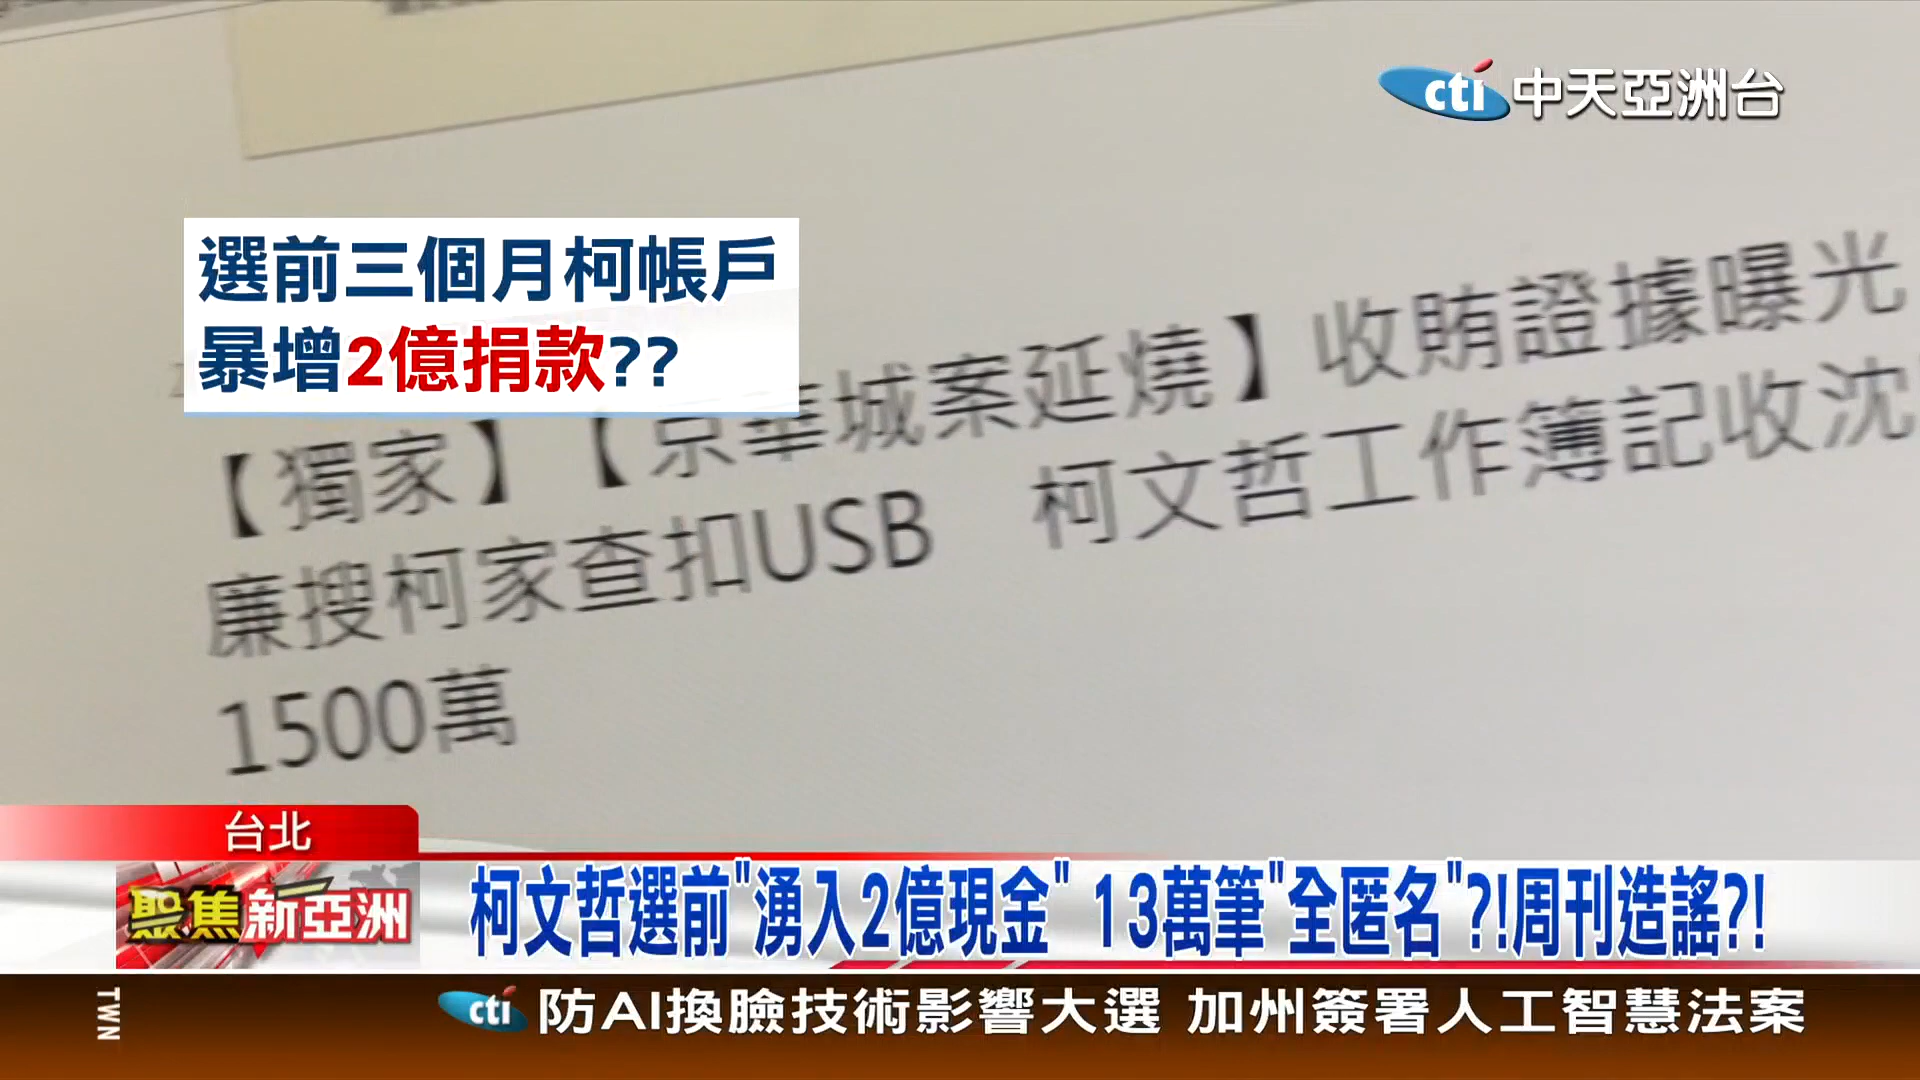 cti 中天亞洲台
選前三個月柯帳戶
暴增2億捐款??
【獨家】【京華城案延燒】收賄證據曝光
廉搜柯家查扣USB 柯文哲工作簿記收沈
1500萬
台北
聚焦新亞洲
柯文哲選前"湧入2億現金" 13萬筆"全匿名"?!周刊造謠?!
TWN
cti 防AI換臉技術影響大選 加州簽署人工智慧法案